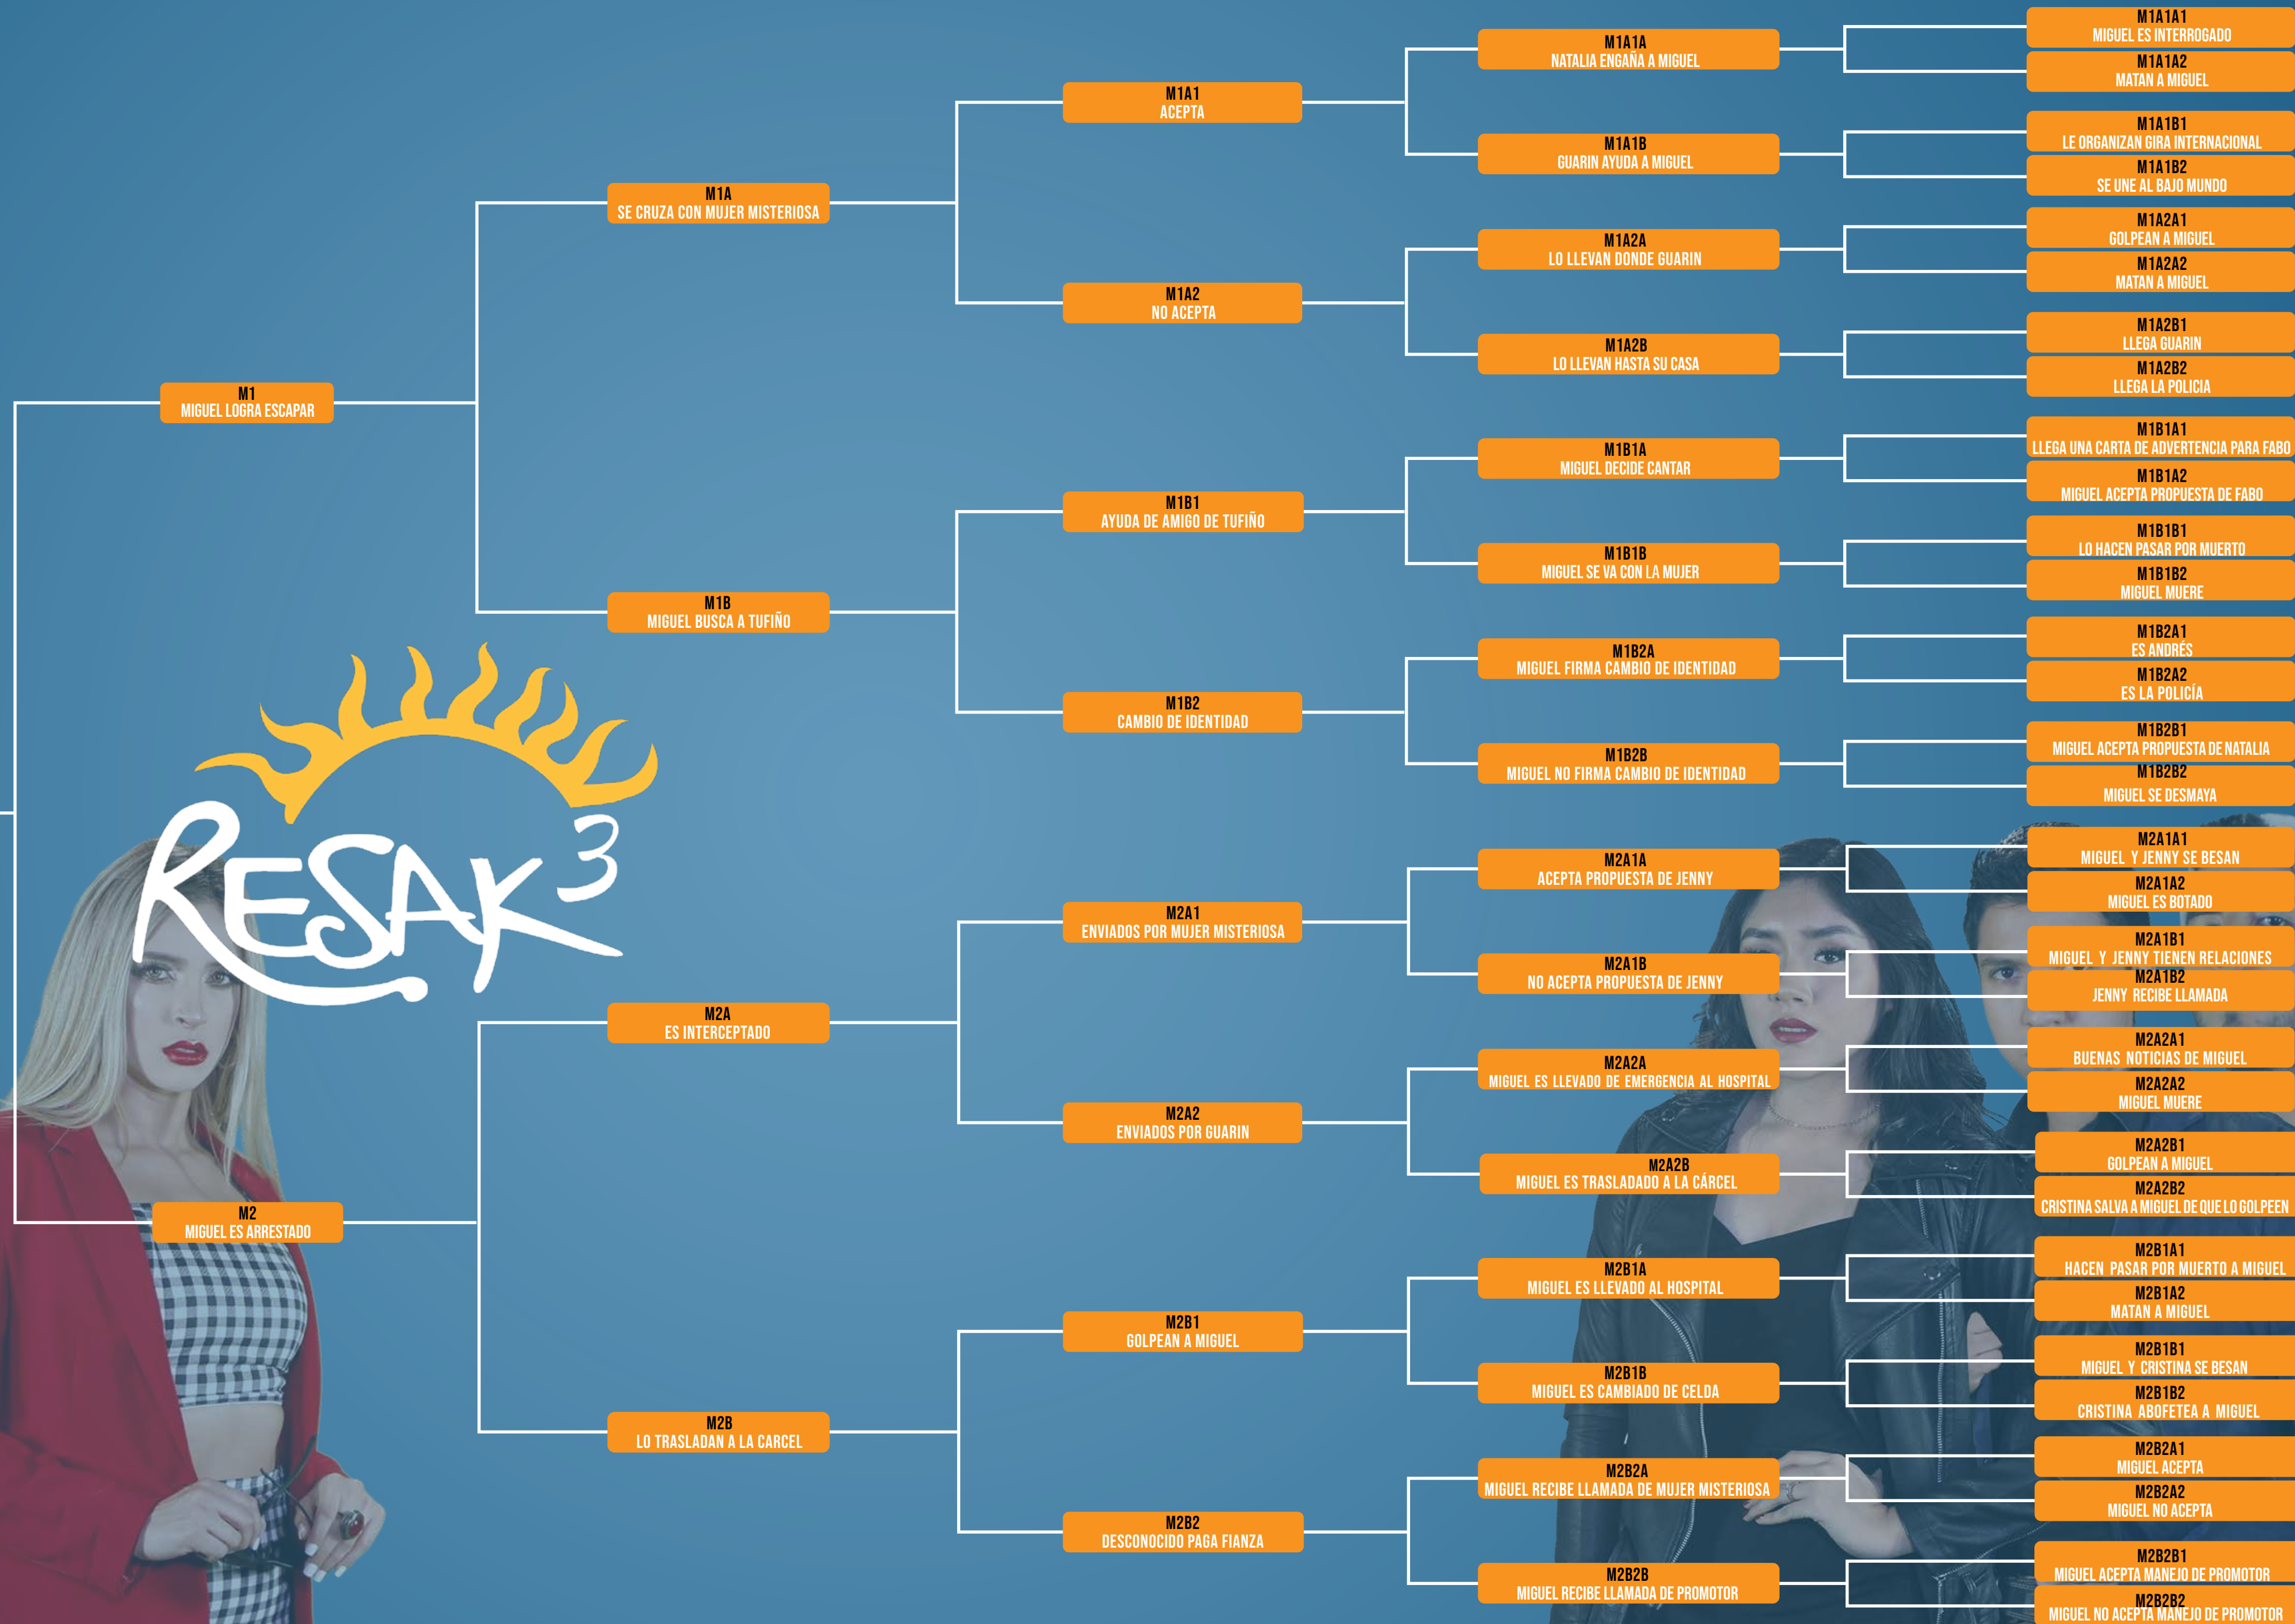 M1
MIGUEL LOGRA ESCAPAR
M2
MIGUEL ES ARRESTADO
RESAK3
M1A
SE CRUZA CON MUJER MISTERIOSA
M1B
MIGUEL BUSCA A TUFIÑO
M2A
ES INTERCEPTADO
M2B
LO TRASLADAN A LA CARCEL
M1A1
ACEPTA
M1A2
NO ACEPTA
M1B1
AYUDA DE AMIGO DE TUFIÑO
M1B2
CAMBIO DE IDENTIDAD
M2A1
ENVIADOS POR MUJER MISTERIOSA
M2A2
ENVIADOS POR GUARIN
M2B1
GOLPEAN A MIGUEL
M2B2
DESCONOCIDO PAGA FIANZA
M1A1A
NATALIA ENGAÑA A MIGUEL
M1A1B
GUARIN AYUDA A MIGUEL
M1A2A
LO LLEVAN DONDE GUARIN
M1A2B
LO LLEVAN HASTA SU CASA
M1B1A
MIGUEL DECIDE CANTAR
M1B1B
MIGUEL SE VA CON LA MUJER
M1B2A
MIGUEL FIRMA CAMBIO DE IDENTIDAD
M1B2B
MIGUEL NO FIRMA CAMBIO DE IDENTIDAD
M2A1A
ACEPTA PROPUESTA DE JENNY
M2A1B
NO ACEPTA PROPUESTA DE JENNY
M2A2A
MIGUEL ES LLEVADO DE EMERGENCIA AL HOSPITAL
M2A2B
MIGUEL ES TRASLADADO A LA CÁRCEL
M2B1A
MIGUEL ES LLEVADO AL HOSPITAL
M2B1B
MIGUEL ES CAMBIADO DE CELDA
M2B2A
MIGUEL RECIBE LLAMADA DE MUJER MISTERIOSA
M2B2B
MIGUEL RECIBE LLAMADA DE PROMOTOR
M1A1A1
MIGUEL ES INTERROGADO
M1A1A2
MATAN A MIGUEL
M1A1B1
LE ORGANIZAN GIRA INTERNACIONAL
M1A1B2
SE UNE AL BAJO MUNDO
M1A2A1
GOLPEAN A MIGUEL
M1A2A2
MATAN A MIGUEL
M1A2B1
LLEGA GUARIN
M1A2B2
LLEGA LA POLICIA
M1B1A1
LLEGA UNA CARTA DE ADVERTENCIA PARA FABO
M1B1A2
MIGUEL ACEPTA PROPUESTA DE FABO
M1B1B1
LO HACEN PASAR POR MUERTO
M1B1B2
MIGUEL MUERE
M1B2A1
ES ANDRÉS
M1B2A2
ES LA POLICÍA
M1B2B1
MIGUEL ACEPTA PROPUESTA DE NATALIA
M1B2B2
MIGUEL SE DESMAYA
M2A1A1
MIGUEL Y JENNY SE BESAN
M2A1A2
MIGUEL ES BOTADO
M2A1B1
MIGUEL Y JENNY TIENEN RELACIONES
M2A1B2
JENNY RECIBE LLAMADA
M2A2A1
BUENAS NOTICIAS DE MIGUEL
M2A2A2
MIGUEL MUERE
M2A2B1
GOLPEAN A MIGUEL
M2A2B2
CRISTINA SALVA A MIGUEL DE QUE LO GOLPEEN
M2B1A1
HACEN PASAR POR MUERTO A MIGUEL
M2B1A2
MATAN A MIGUEL
M2B1B1
MIGUEL Y CRISTINA SE BESAN
M2B1B2
CRISTINA ABOFETEA A MIGUEL
M2B2A1
MIGUEL ACEPTA
M2B2A2
MIGUEL NO ACEPTA
M2B2B1
MIGUEL ACEPTA MANEJO DE PROMOTOR
M2B2B2
MIGUEL NO ACEPTA MANEJO DE PROMOTOR